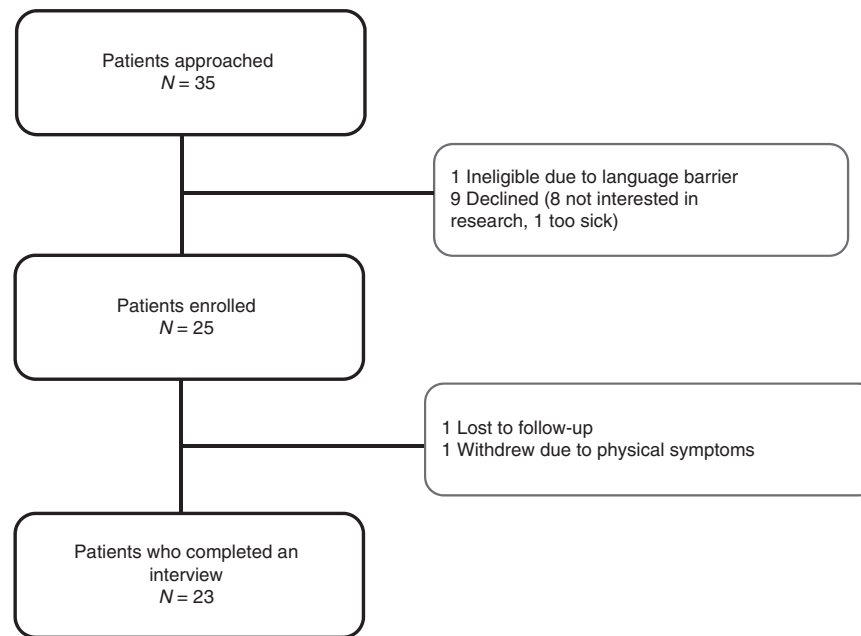 Patients approached
N = 35
1 Ineligible due to language barrier
9 Declined (8 not interested in
research, 1 too sick)
Patients enrolled
N = 25
1 Lost to follow-up
1 Withdrew due to physical symptoms
Patients who completed an
interview
N = 23